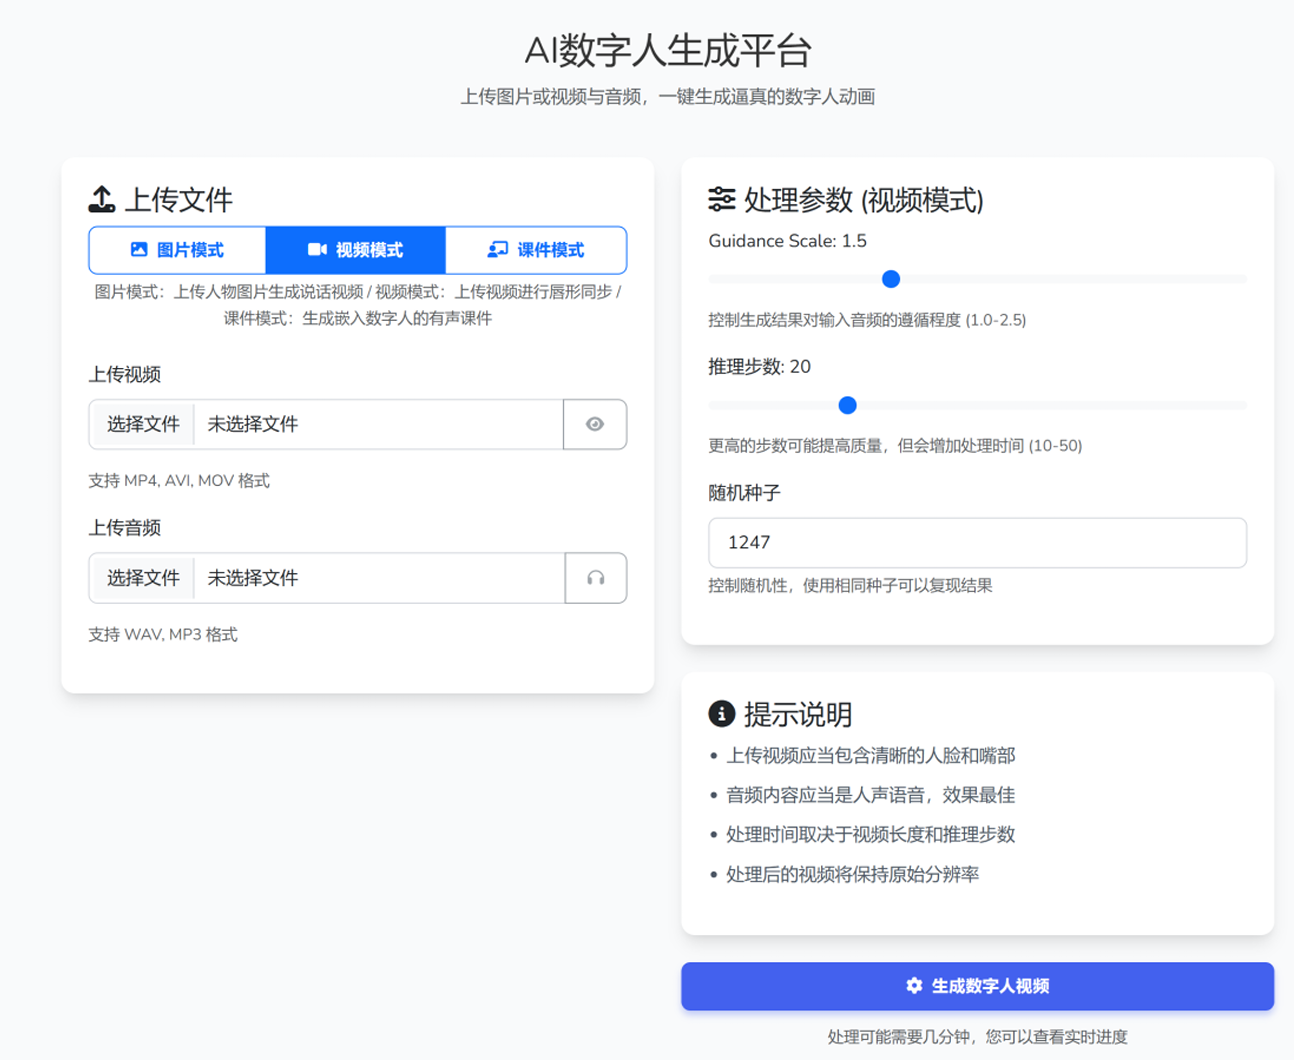 AI数字人生成平台
上传图片或视频与音频，一键生成逼真的数字人动画
上传文件
图片模式
视频模式
课件模式
图片模式：上传人物图片生成说话视频 / 视频模式：上传视频进行唇形同步 /
课件模式：生成嵌入数字人的有声课件
上传视频
选择文件 未选择文件
支持 MP4, AVI, MOV 格式
上传音频
选择文件 未选择文件
支持 WAV, MP3 格式
处理参数 (视频模式)
Guidance Scale: 1.5
控制生成结果对输入音频的遵循程度 (1.0-2.5)
推理步数: 20
更高的步数可能提高质量，但会增加处理时间 (10-50)
随机种子
1247
控制随机性，使用相同种子可以复现结果
提示说明
• 上传视频应当包含清晰的人脸和嘴部
• 音频内容应当是人声语音，效果最佳
• 处理时间取决于视频长度和推理步数
• 处理后的视频将保持原始分辨率
生成数字人视频
处理可能需要几分钟，您可以查看实时进度